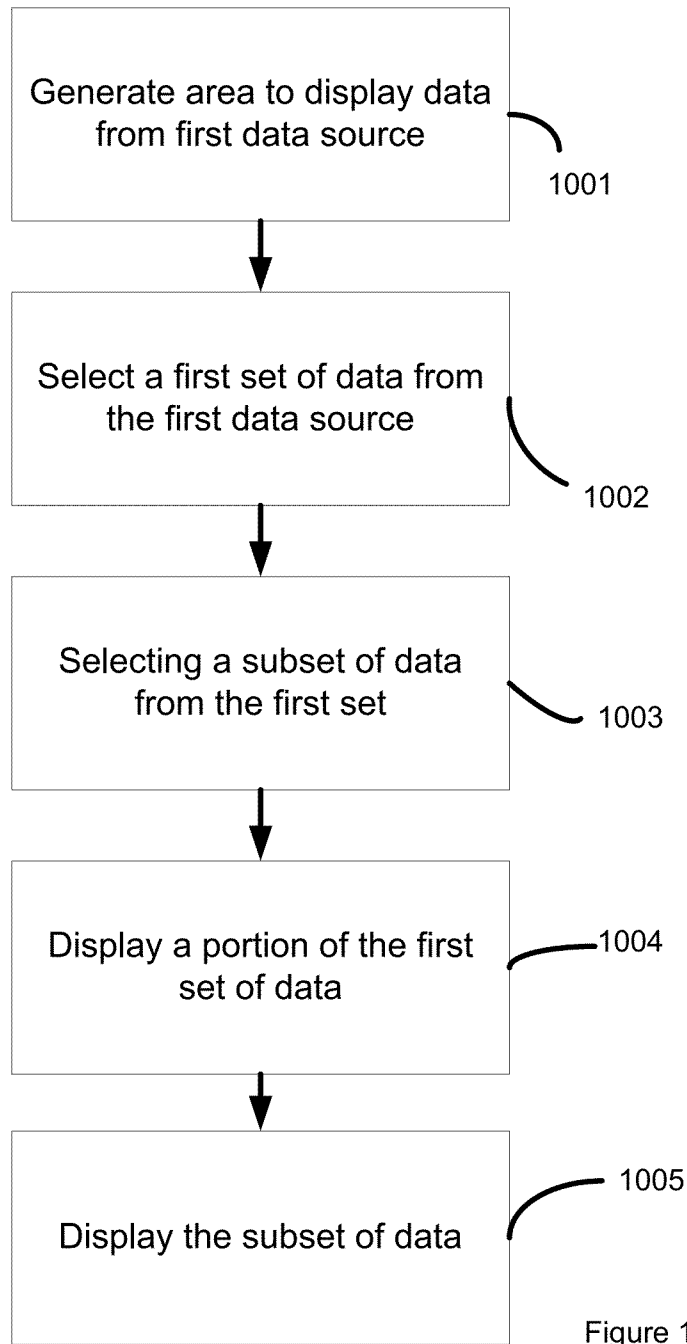 Generate area to display data
from first data source
1001
Select a first set of data from
the first data source
1002
Selecting a subset of data
from the first set
1003
Display a portion of the first
set of data
1004
Display the subset of data
1005
Figure 1